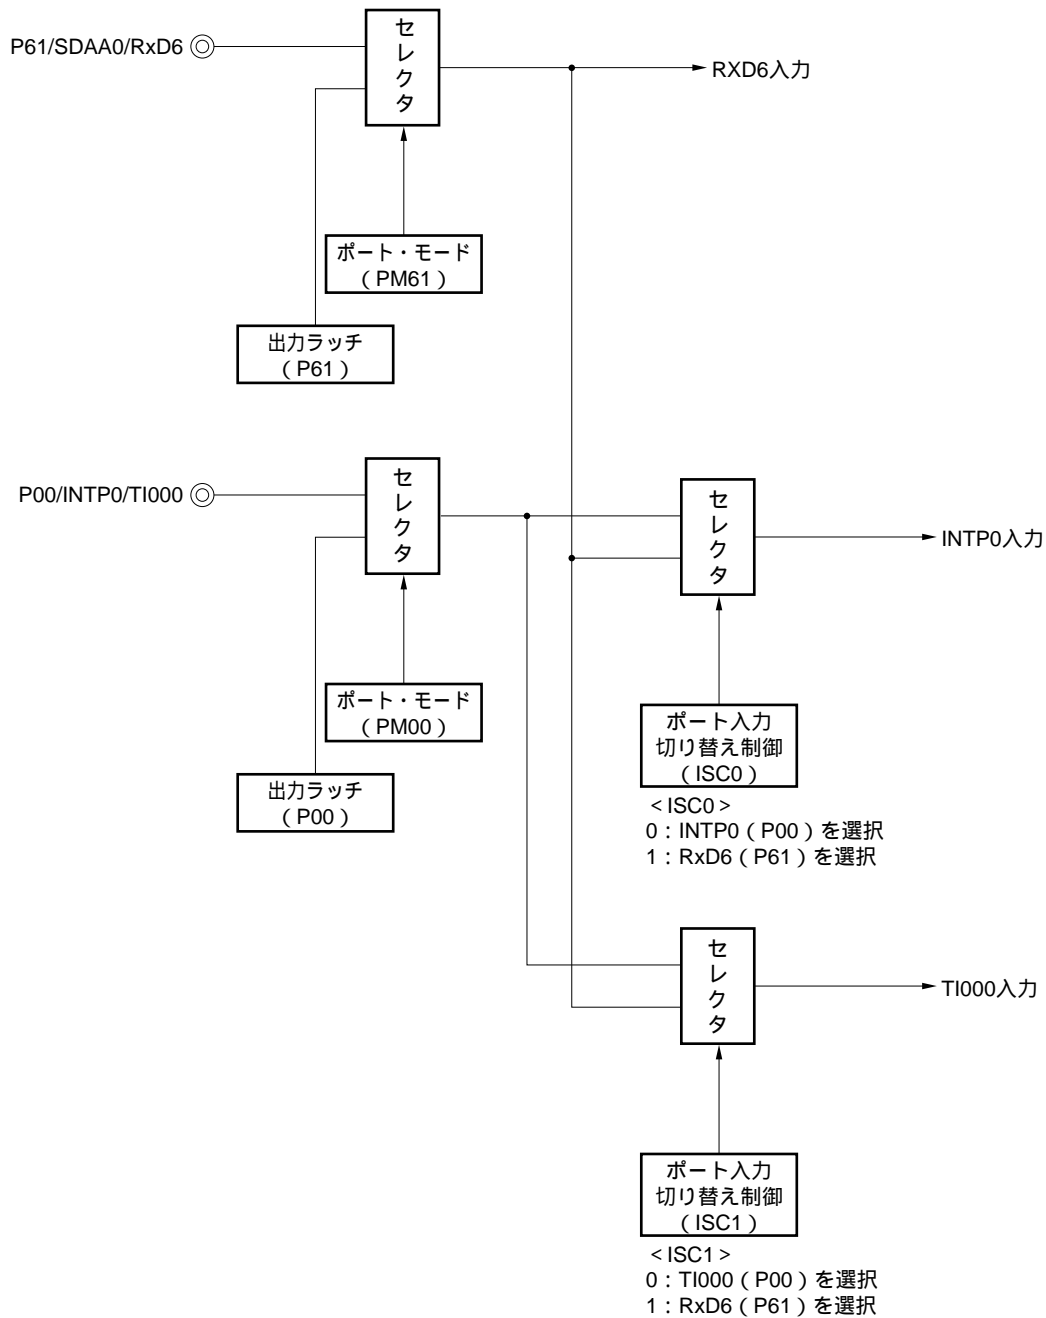 P61/SDAA0/RxD6
セレクタ
RXD6入力
ポート・モード
(PM61)
出力ラッチ
(P61)
P00/INTP0/TI000
セレクタ
セレクタ
INTP0入力
ポート・モード
(PM00)
出力ラッチ
(P00)
ポート入力
切り替え制御
(ISC0)
<ISC0>
0:INTP0(P00)を選択
1:RxD6(P61)を選択
セレクタ
TI000入力
ポート入力
切り替え制御
(ISC1)
<ISC1>
0:TI000(P00)を選択
1:RxD6(P61)を選択